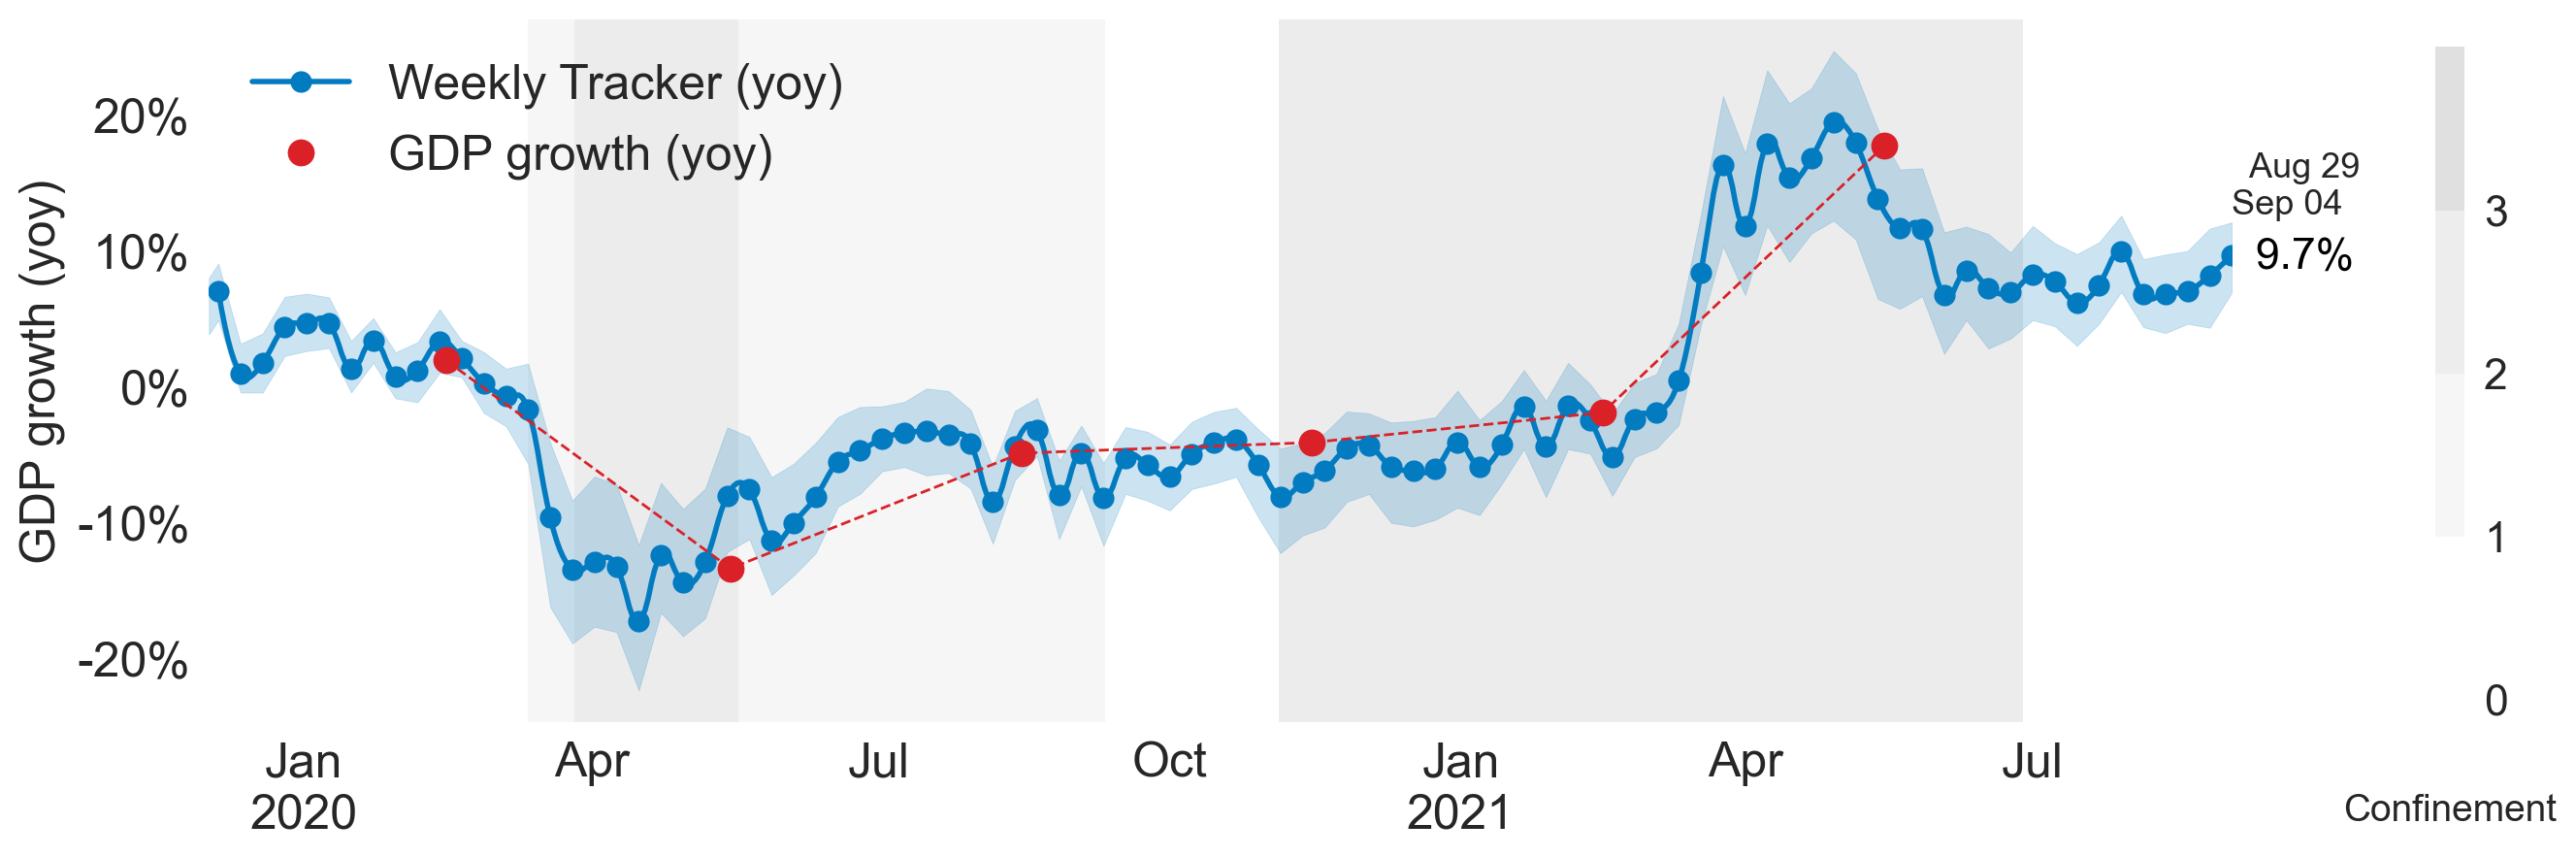 Weekly Tracker (yoy)
GDP growth (yoy)
GDP growth (yoy)
20%
10%
0%
-10%
-20%
Jan
2020
Apr
Jul
Oct
Jan
2021
Apr
Jul
Aug 29
Sep 04
9.7%
3
2
1
0
Confinement